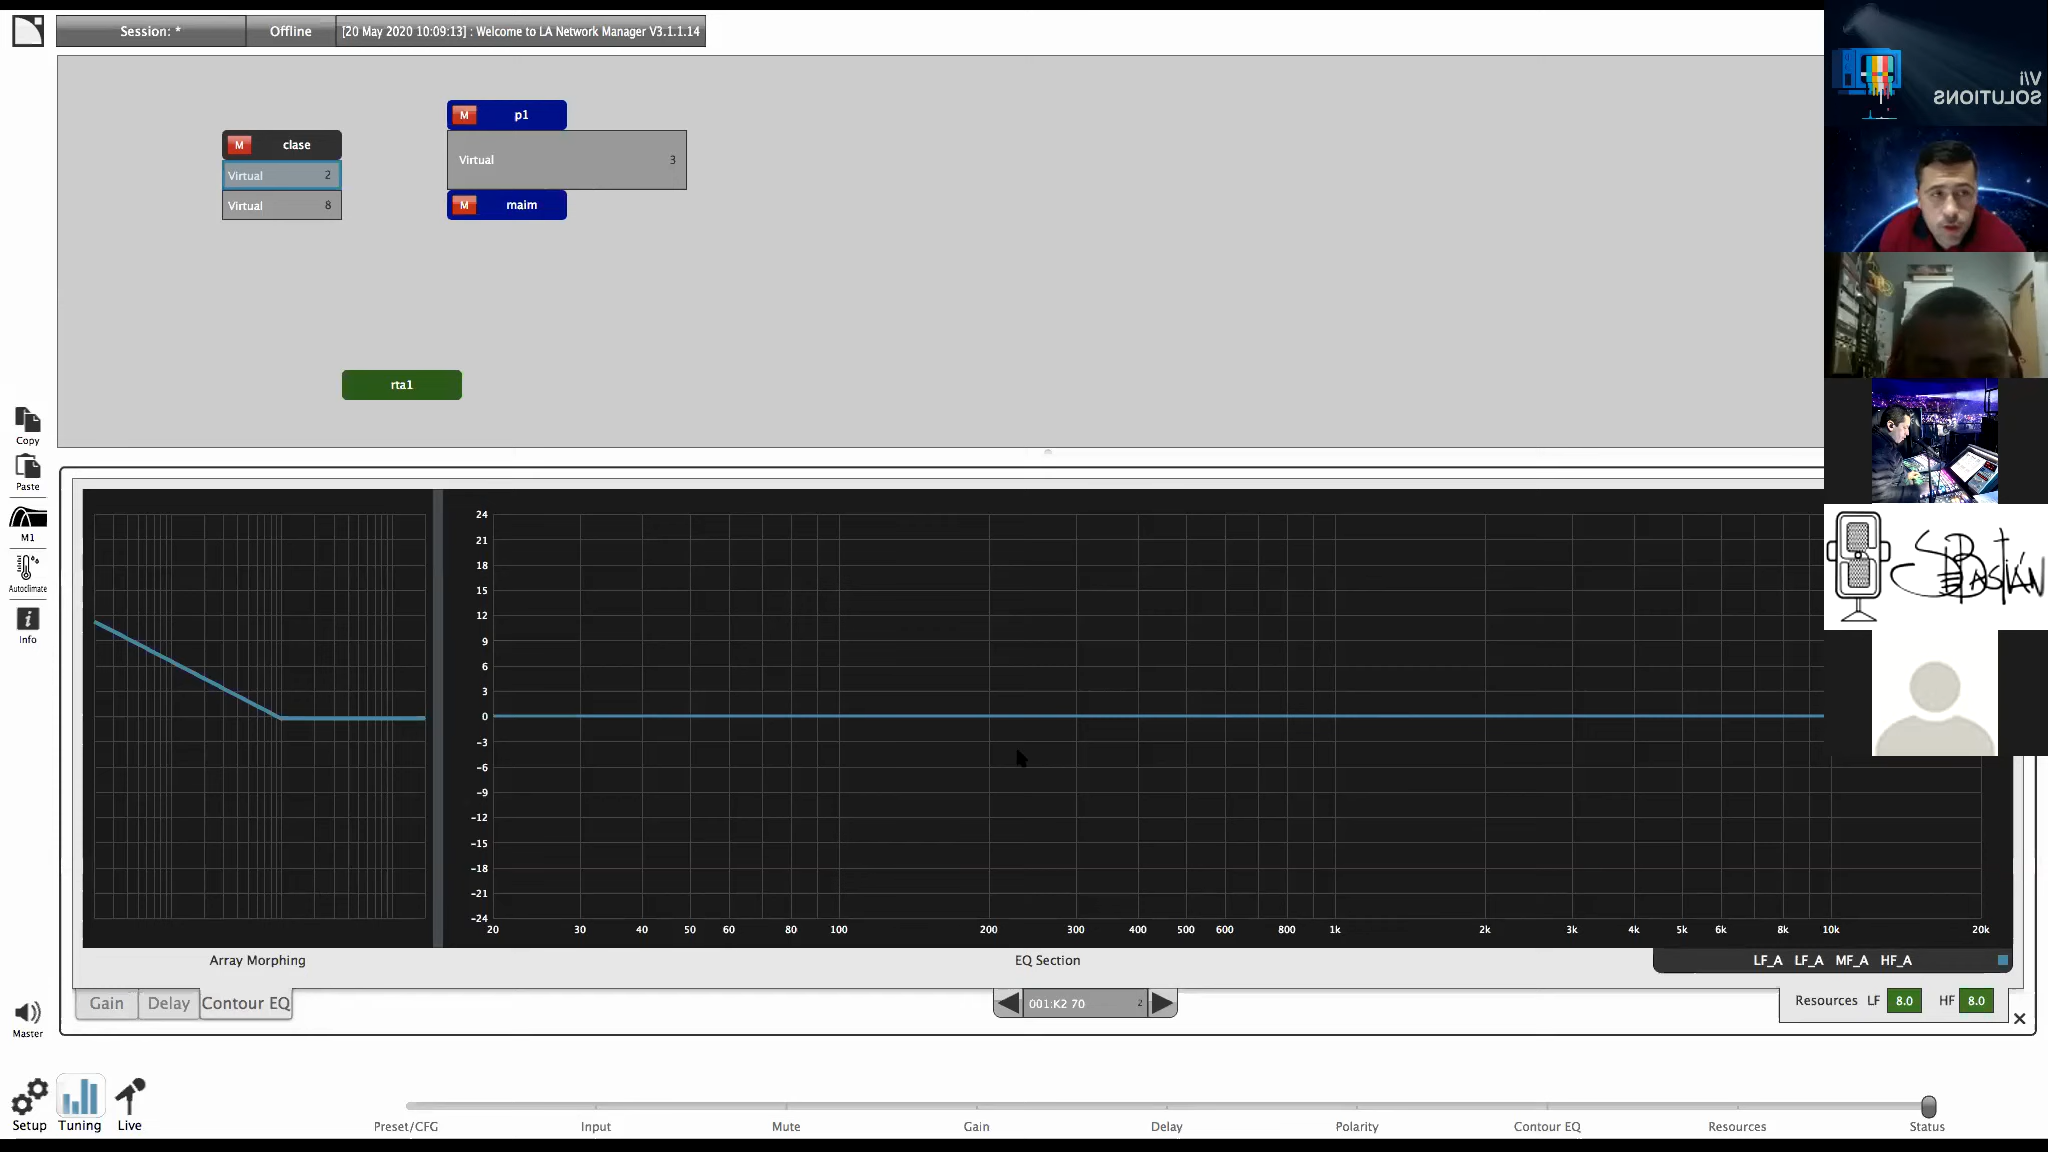 Session: *
Offline
[20 May 2020 10:09:13] : Welcome to LA Network Manager V3.1.1.14
V/i
SOLUTIONS
M p1
M clase
Virtual 3
Virtual 2
Virtual 8
M maim
rta1
Copy
Paste
M1
Autoclimate
Info
Master
SEBASTIÁN
24
21
18
15
12
9
6
3
0
-3
-6
-9
-12
-15
-18
-21
-24
20 30 40 50 60 80 100 200 300 400 500 600 800 1k 2k 3k 4k 5k 6k 8k 10k 20k
Array Morphing
EQ Section
LF_A LF_A MF_A HF_A
Gain
Delay
Contour EQ
001:K2 70 2
Resources LF 8.0 HF 8.0
Setup
Tuning
Live
Preset/CFG
Input
Mute
Gain
Delay
Polarity
Contour EQ
Resources
Status